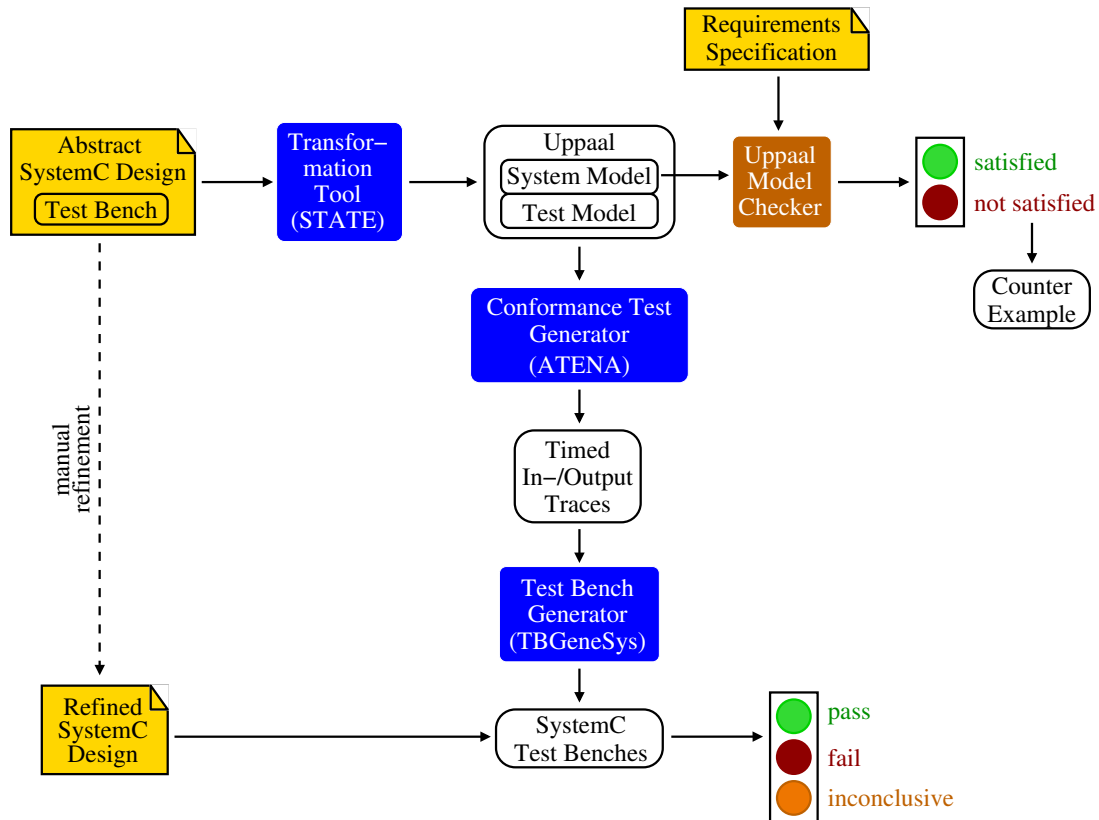 Requirements
Specification
Abstract
SystemC Design
Test Bench
Transfor−
mation
Tool
(STATE)
Uppaal
System Model
Test Model
Uppaal
Model
Checker
satisfied
not satisfied
Counter
Example
Conformance Test
Generator
(ATENA)
manual
refinement
Timed
In−/Output
Traces
Test Bench
Generator
(TBGeneSys)
Refined
SystemC
Design
SystemC
Test Benches
pass
fail
inconclusive